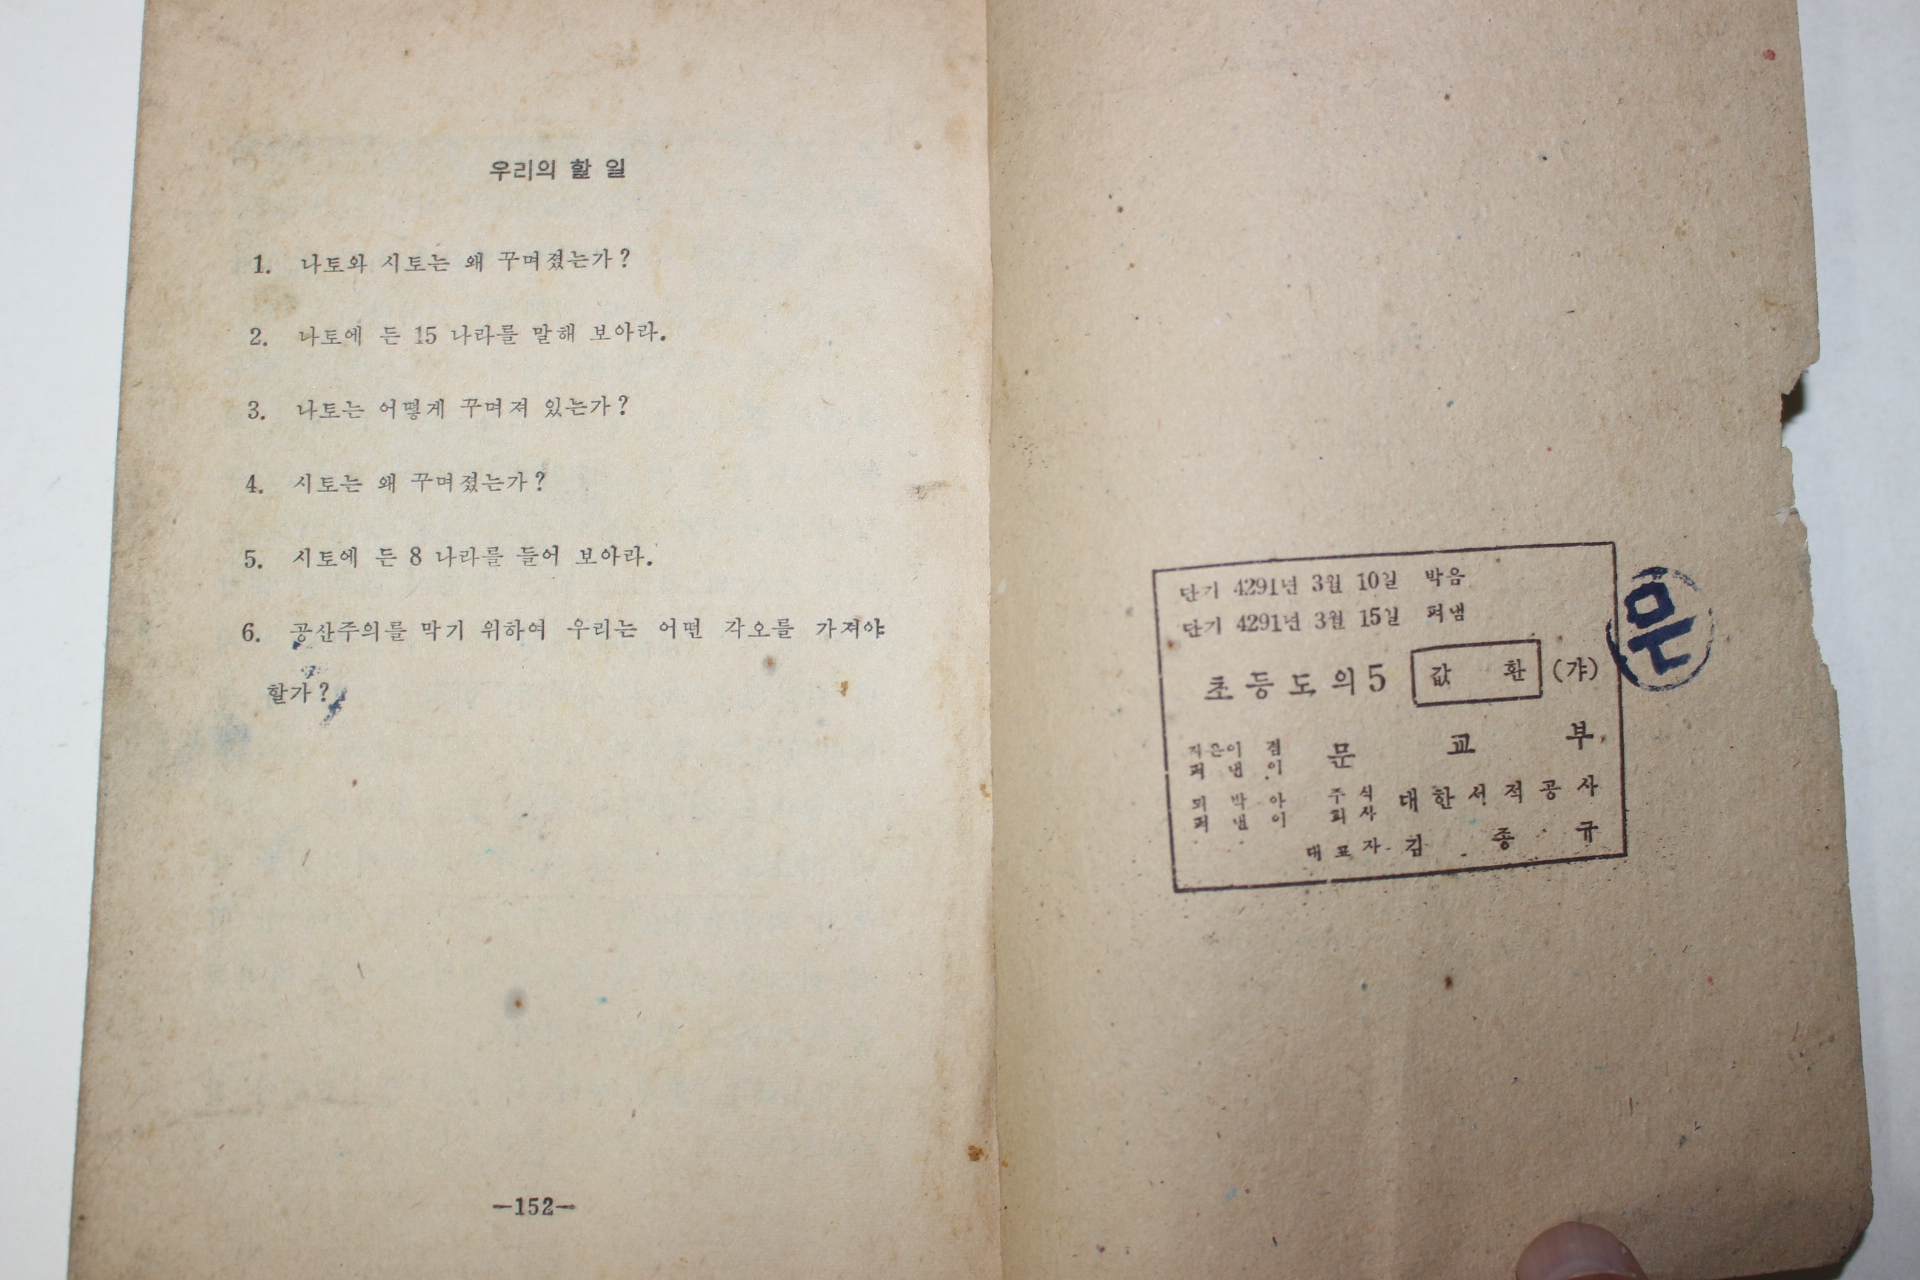 우리의 할 일
1. 나토와 시토는 왜 꾸며졌는가?
2. 나토에 든 15 나라를 말해 보아라.
3. 나토는 어떻게 꾸며져 있는가?
4. 시토는 왜 꾸며졌는가?
5. 시토에 든 8 나라를 들어 보아라.
6. 공산주의를 막기 위하여 우리는 어떤 각오를 가져야
할가?
—152—
단기 4291년 3월 10일 박음
단기 4291년 3월 15일 펴냄
초등도의5 값 환 (갸)
지은이 겸 펴낸이 문교부
박아 펴낸이 주식회사 대한서적공사
대표자 김종규
문